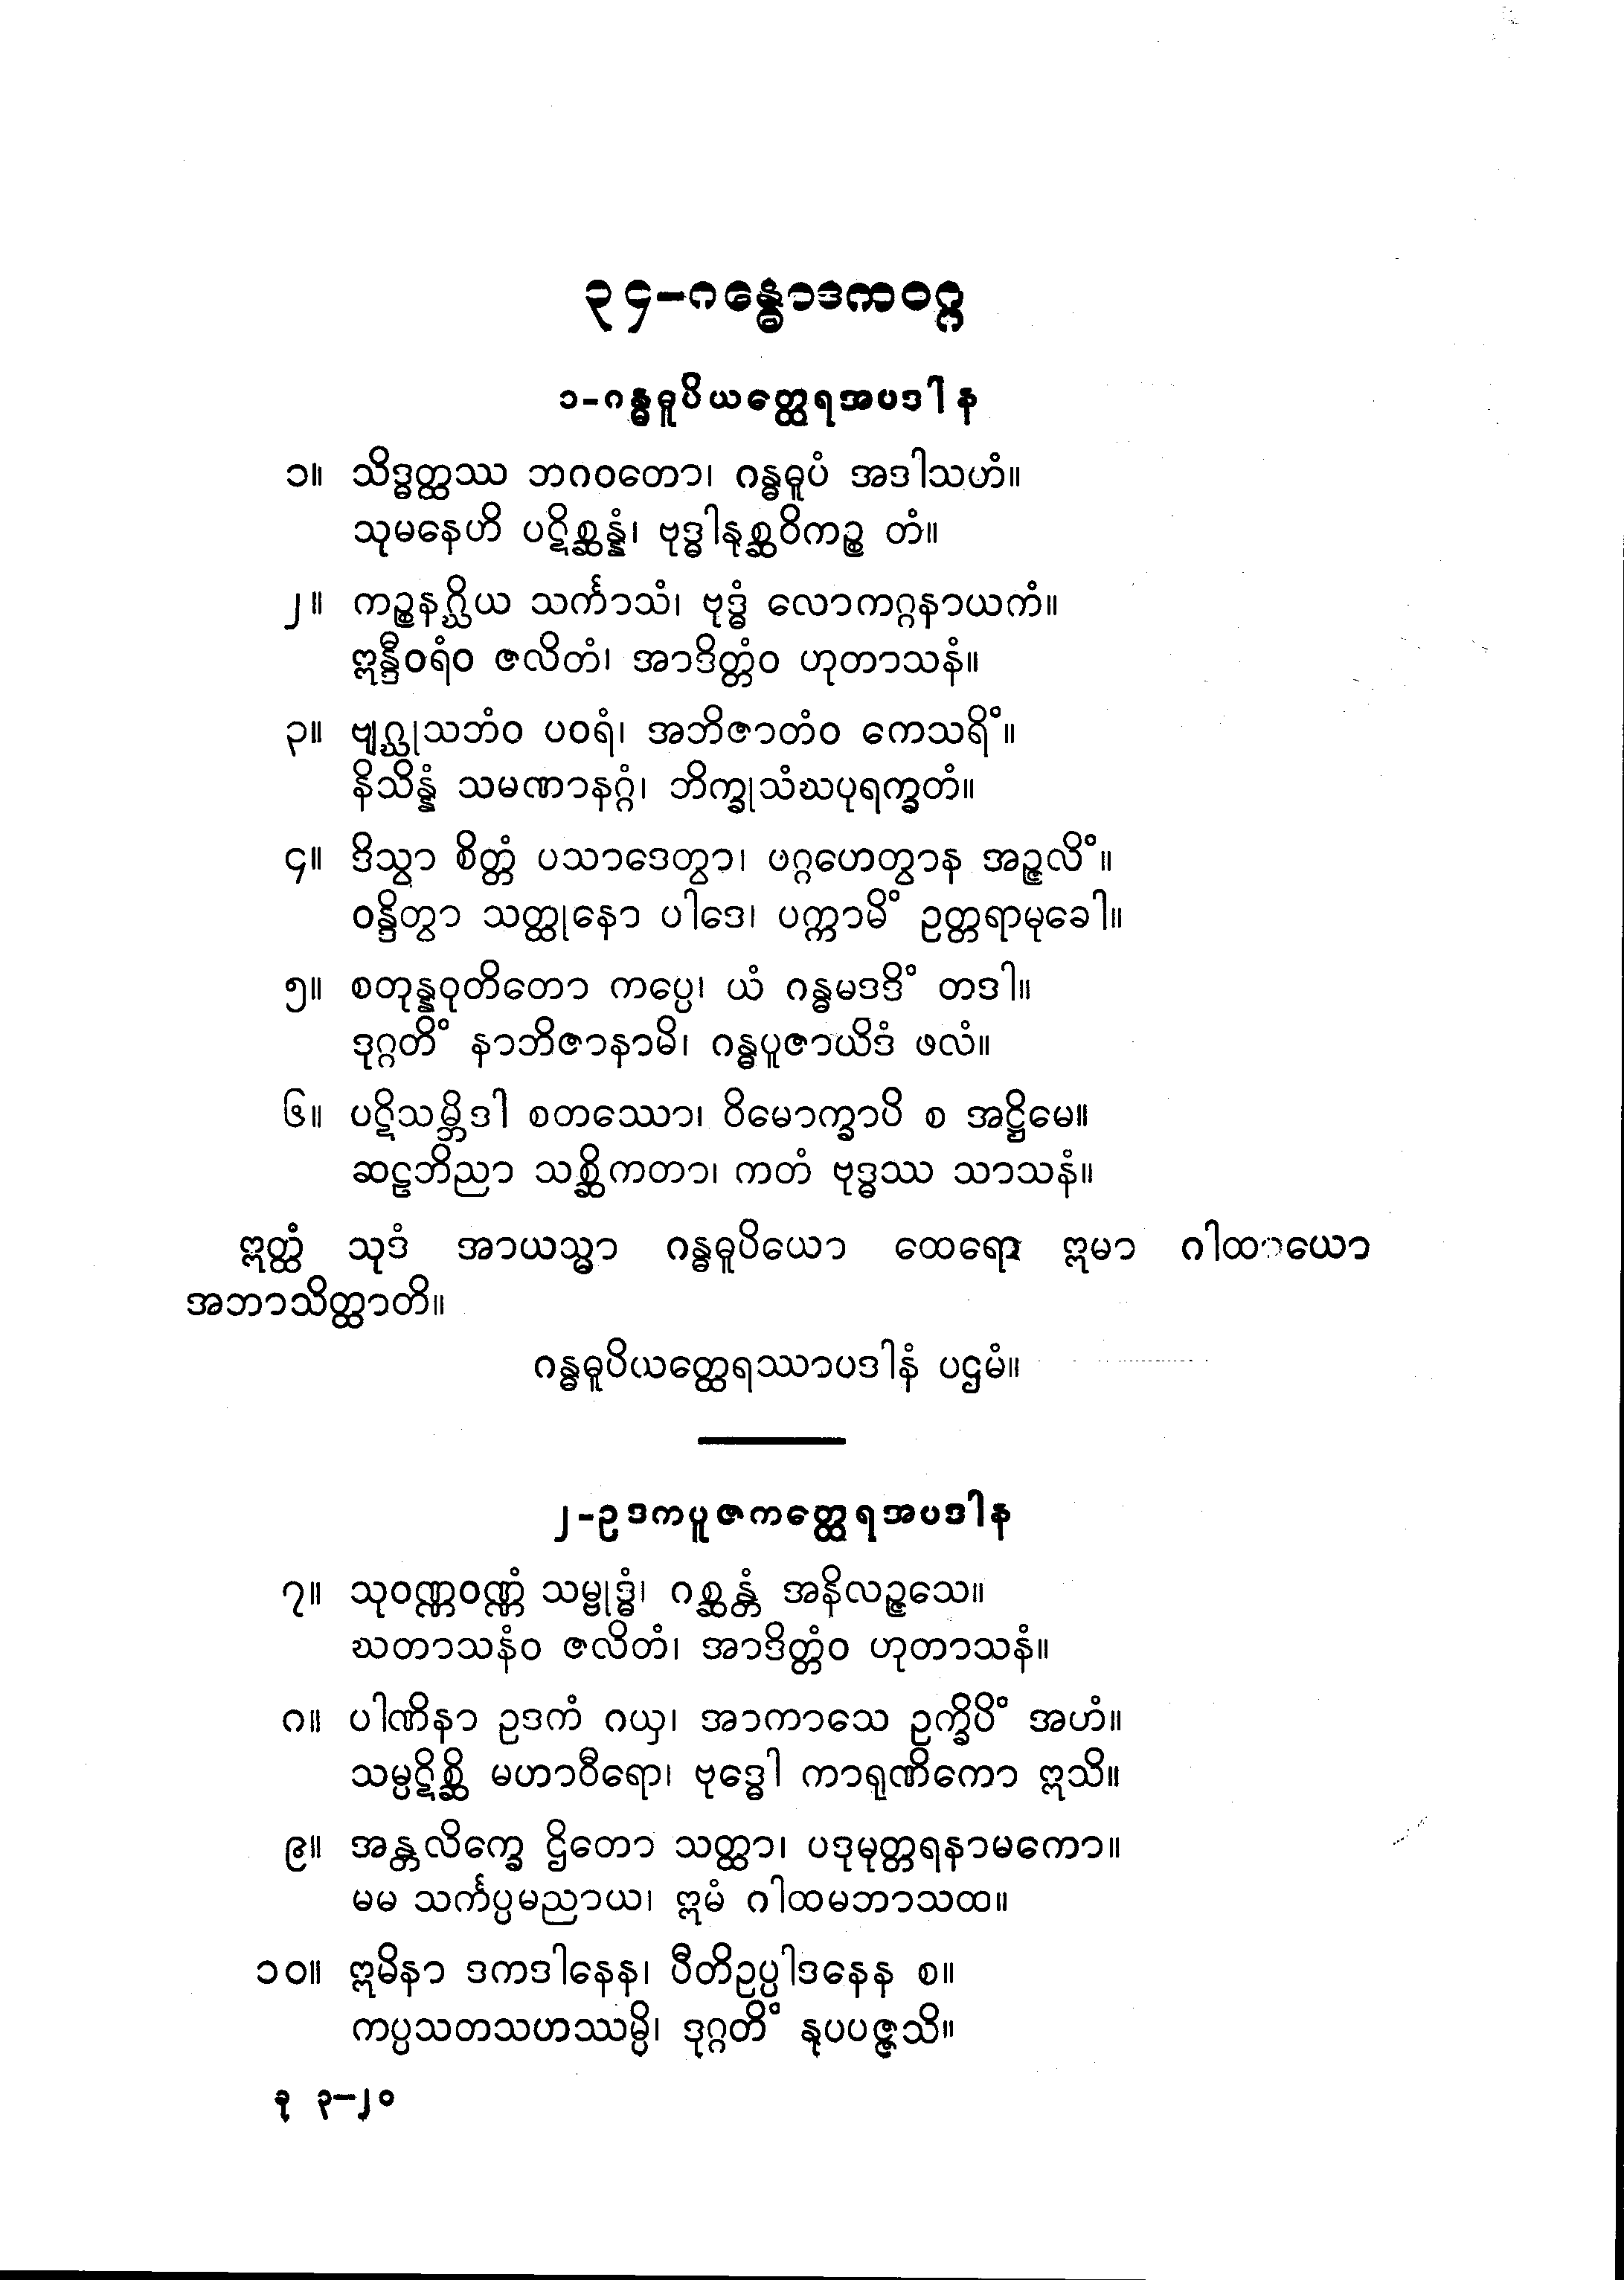 ၃၄-ဂန္ဓောဒကဝဂ္ဂ
၁-ဂန္ဓဓူပိယတ္ထေရအပဒါန
၁။ သိဒ္ဓတ္ထဿ ဘဂဝတော၊ ဂန္ဓဓူပံ အဒါသဟံ။
သုမနေဟိ ပဋိစ္ဆန္နံ၊ ဗုဒ္ဓါနုစ္ဆဝိကဉ္စ တံ။
၂။ ကဉ္စနဂ္ဃိယ သင်္ကာသံ၊ ဗုဒ္ဓံ လောကဂ္ဂနာယကံ။
ဣန္ဒီဝရံဝ ဇလိတံ၊ အာဒိတ္တံဝ ဟုတာသနံ။
၃။ ဗျဂ္ဃုသဘံဝ ပဝရံ၊ အဘိဇာတံဝ ကေသရိံ။
နိသိန္နံ သမဏာနဂ္ဂံ၊ ဘိက္ခုသံဃပုရက္ခတံ။
၄။ ဒိသွာ စိတ္တံ ပသာဒေတွာ၊ ပဂ္ဂဟေတွာန အဉ္ဇလိံ။
ဝန္ဒိတွာ သတ္ထုနော ပါဒေ၊ ပက္ကာမိံ ဥတ္တရာမုခေါ။
၅။ စတုန္နဝုတိတော ကပ္ပေ၊ ယံ ဂန္ဓမဒဒိံ တဒါ။
ဒုဂ္ဂတိံ နာဘိဇာနာမိ၊ ဂန္ဓပူဇာယိဒံ ဖလံ။
၆။ ပဋိသမ္ဘိဒါ စတဿော၊ ဝိမောက္ခာပိ စ အဋ္ဌိမေ။
ဆဠဘိညာ သစ္ဆိကတာ၊ ကတံ ဗုဒ္ဓဿ သာသနံ။
ဣတ္ထံ သုဒံ အာယသ္မာ ဂန္ဓဓူပိယော ထေရော ဣမာ ဂါထာယော
အဘာသိတ္ထာတိ။
ဂန္ဓဓူပိယတ္ထေရဿာပဒါနံ ပဌမံ။
၂-ဥဒကပူဇကတ္ထေရအပဒါန
၇။ သုဝဏ္ဏဝဏ္ဏံ သမ္ဗုဒ္ဓံ၊ ဂစ္ဆန္တံ အနိလဉ္ဇသေ။
ဃတာသနံဝ ဇလိတံ၊ အာဒိတ္တံဝ ဟုတာသနံ။
၈။ ပါဏိနာ ဥဒကံ ဂယှ၊ အာကာသေ ဥက္ခိပိံ အဟံ။
သမ္ပဋိစ္ဆိ မဟာဝီရော၊ ဗုဒ္ဓေါ ကာရုဏိကော ဣသိ။
၉။ အန္တလိက္ခေ ဌိတော သတ္ထာ၊ ပဒုမုတ္တရနာမကော။
မမ သင်္ကပ္ပမညာယ၊ ဣမံ ဂါထမဘာသထ။
၁၀။ ဣမိနာ ဒကဒါနေန၊ ပီတိဥပ္ပါဒနေန စ။
ကပ္ပသတသဟဿမ္ပိ၊ ဒုဂ္ဂတိံ နုပပဇ္ဇသိ။
ခု ၃-၂၀